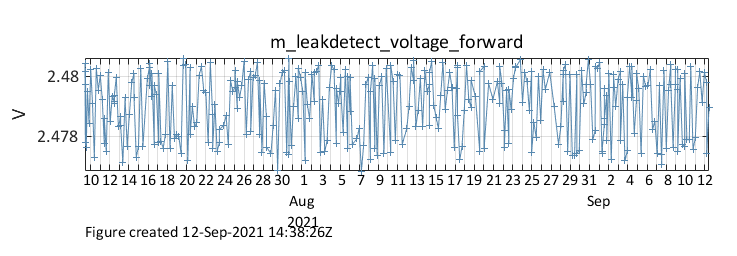 m_leakdetect_voltage_forward
2.48
V
2.478
10 12 14 16 18 20 22 24 26 28 30 1 3 5 7 9 11 13 15 17 19 21 23 25 27 29 31 2 4 6 8 10 12
Aug Sep
2021
Figure created 12-Sep-2021 14:38:26Z